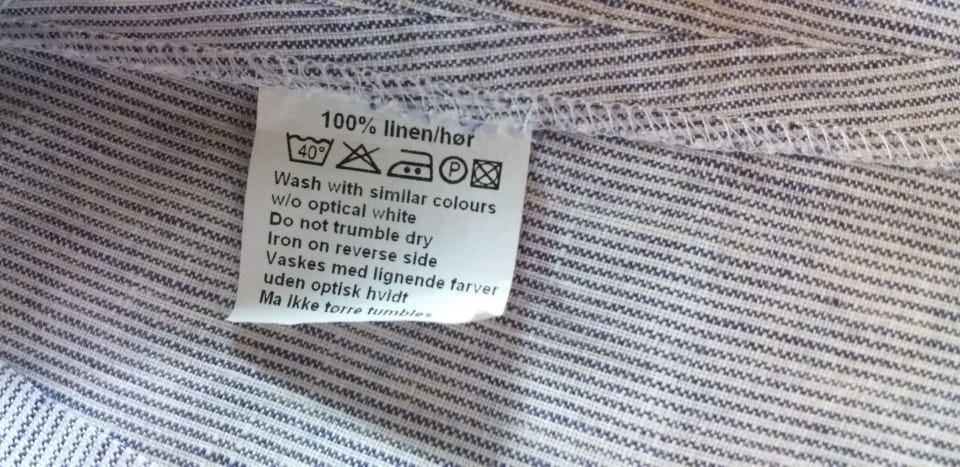 100% linen/hør
40° P
Wash with similar colours
w/o optical white
Do not trumble dry
Iron on reverse side
Vaskes med lignende farver
uden optisk hvidt
Ma ikke tørre tumbles